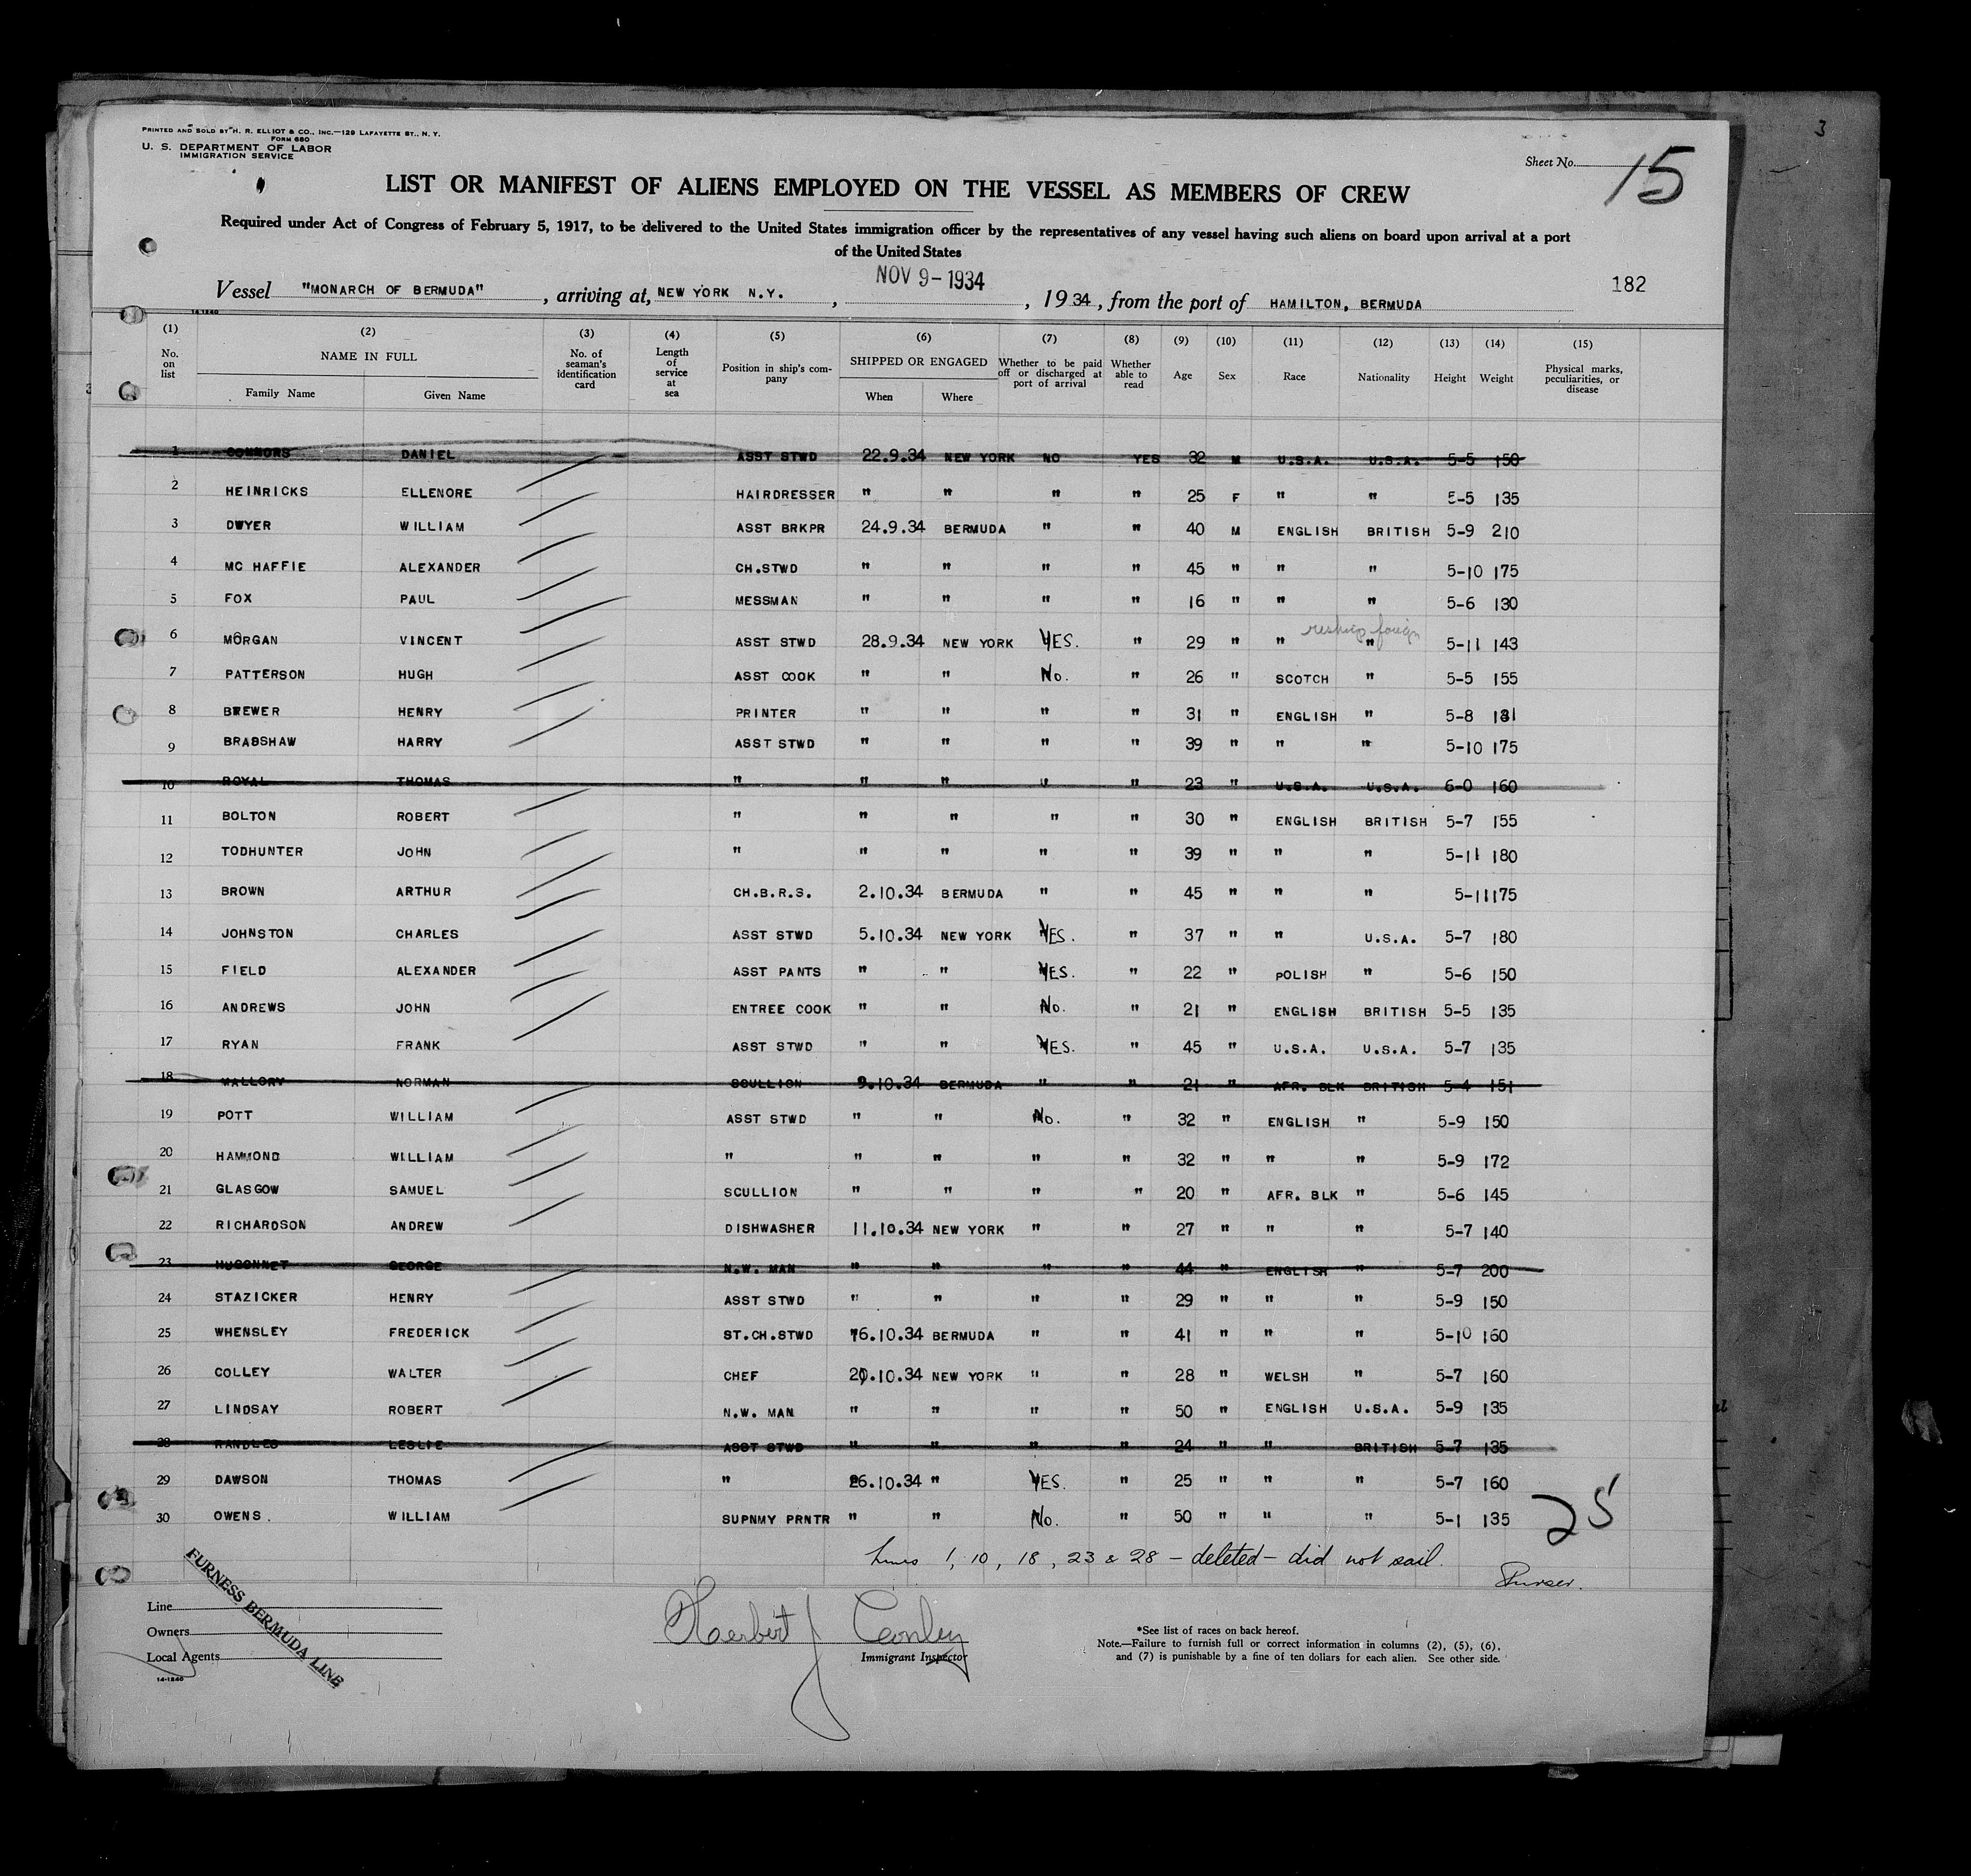 3
PRINTED AND SOLD BY H. R. ELLIOT & CO., INC.—129 LAFAYETTE ST., N. Y.
FORM 680
U. S. DEPARTMENT OF LABOR
IMMIGRATION SERVICE
Sheet No. 15
LIST OR MANIFEST OF ALIENS EMPLOYED ON THE VESSEL AS MEMBERS OF CREW
Required under Act of Congress of February 5, 1917, to be delivered to the United States immigration officer by the representatives of any vessel having such aliens on board upon arrival at a port
of the United States
Vessel "MONARCH OF BERMUDA", arriving at, NEW YORK N.Y., NOV 9-1934, 1934, from the port of HAMILTON, BERMUDA
182
14-1240
(1) (2) (3) (4) (5) (6) (7) (8) (9) (10) (11) (12) (13) (14) (15)
No. on list NAME IN FULL Family Name Given Name No. of seaman's identification card Length of service at sea Position in ship's company SHIPPED OR ENGAGED When Where Whether to be paid off or discharged at port of arrival Whether able to read Age Sex Race Nationality Height Weight Physical marks, peculiarities, or disease
1 CONNORS DANIEL ASST STWD 22.9.34 NEW YORK NO YES 32 M U.S.A. U.S.A. 5-5 150
2 HEINRICKS ELLENORE HAIRDRESSER " " " " 25 F " " 5-5 135
3 DWYER WILLIAM ASST BRKPR 24.9.34 BERMUDA " " 40 M ENGLISH BRITISH 5-9 210
4 MC HAFFIE ALEXANDER CH.STWD " " " " 45 " " " 5-10 175
5 FOX PAUL MESSMAN " " " " 16 " " " 5-6 130
reship foreign
6 MORGAN VINCENT ASST STWD 28.9.34 NEW YORK YES. " 29 " " " 5-11 143
7 PATTERSON HUGH ASST COOK " " No. " 26 " SCOTCH " 5-5 155
8 BREWER HENRY PRINTER " " " " 31 " ENGLISH " 5-8 131
9 BRADSHAW HARRY ASST STWD " " " " 39 " " " 5-10 175
10 ROYAL THOMAS " " " " " 23 " U.S.A. U.S.A. 6-0 160
11 BOLTON ROBERT " " " " " 30 " ENGLISH BRITISH 5-7 155
12 TODHUNTER JOHN " " " " " 39 " " " 5-11 180
13 BROWN ARTHUR CH.B.R.S. 2.10.34 BERMUDA " " 45 " " " 5-11 175
14 JOHNSTON CHARLES ASST STWD 5.10.34 NEW YORK YES. " 37 " " U.S.A. 5-7 180
15 FIELD ALEXANDER ASST PANTS " " YES. " 22 " POLISH " 5-6 150
16 ANDREWS JOHN ENTREE COOK " " No. " 21 " ENGLISH BRITISH 5-5 135
17 RYAN FRANK ASST STWD " " YES. " 45 " U.S.A. U.S.A. 5-7 135
18 MALLORY NORMAN SCULLION 9.10.34 BERMUDA " " 21 " AFR. BLK BRITISH 5-4 151
19 POTT WILLIAM ASST STWD " " No. " 32 " ENGLISH " 5-9 150
20 HAMMOND WILLIAM " " " " " 32 " " " 5-9 172
21 GLASGOW SAMUEL SCULLION " " " " 20 " AFR. BLK " 5-6 145
22 RICHARDSON ANDREW DISHWASHER 11.10.34 NEW YORK " " 27 " " " 5-7 140
23 HUGONNET GEORGE N.W. MAN " " " " 44 " ENGLISH " 5-7 200
24 STAZICKER HENRY ASST STWD " " " " 29 " " " 5-9 150
25 WHENSLEY FREDERICK ST.CH.STWD 16.10.34 BERMUDA " " 41 " " " 5-10 160
26 COLLEY WALTER CHEF 20.10.34 NEW YORK " " 28 " WELSH " 5-7 160
27 LINDSAY ROBERT N.W. MAN " " " " 50 " ENGLISH U.S.A. 5-9 135
28 RANDLES LESLIE ASST STWD " " " " 24 " " BRITISH 5-7 135
29 DAWSON THOMAS " 26.10.34 " YES. " 25 " " " 5-7 160
30 OWENS. WILLIAM SUPNMY PRNTR " " No. " 50 " " " 5-1 135
25
Lines 1, 10, 18, 23 & 28 — deleted — did not sail.
Purser.
Line
Owners
Local Agents
FURNESS BERMUDA LINE
14-1240
Herbert J Conley
Immigrant Inspector
*See list of races on back hereof.
Note.—Failure to furnish full or correct information in columns (2), (5), (6),
and (7) is punishable by a fine of ten dollars for each alien. See other side.